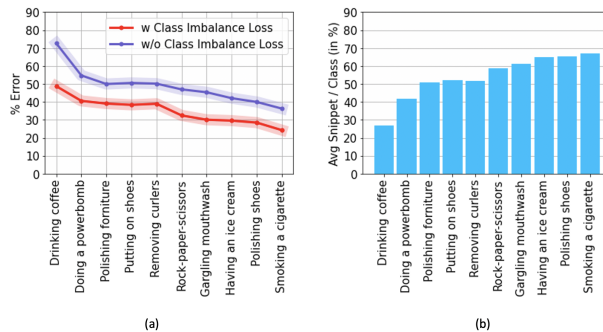 w Class Imbalance Loss
w/o Class Imbalance Loss
% Error
90
80
70
60
50
40
30
20
10
0
Drinking coffee
Doing a powerbomb
Polishing forniture
Putting on shoes
Removing curlers
Rock-paper-scissors
Gargling mouthwash
Having an ice cream
Polishing shoes
Smoking a cigarette
(a)
Avg Snippet / Class (in %)
90
80
70
60
50
40
30
20
10
0
Drinking coffee
Doing a powerbomb
Polishing forniture
Putting on shoes
Removing curlers
Rock-paper-scissors
Gargling mouthwash
Having an ice cream
Polishing shoes
Smoking a cigarette
(b)